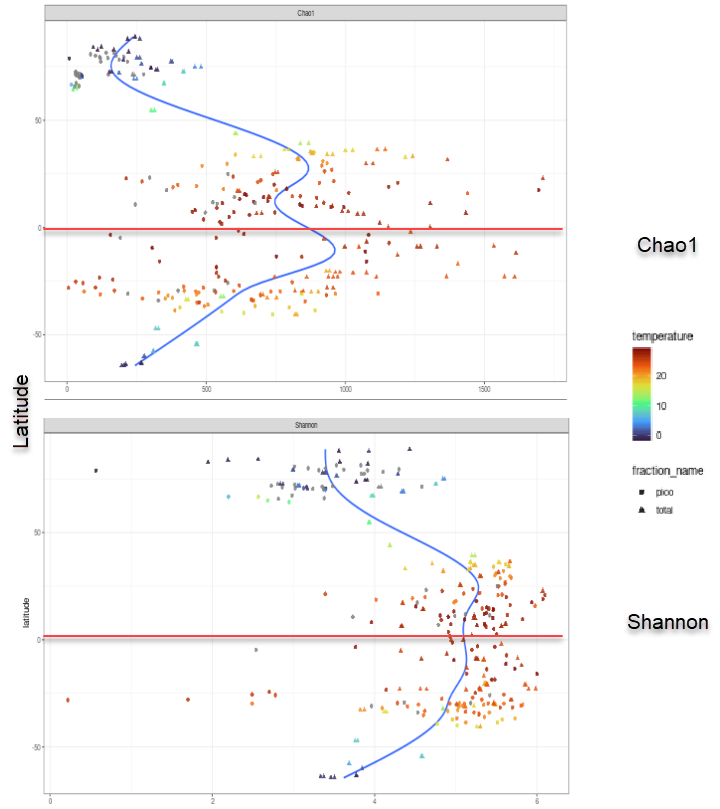 Chao1
50
0
-50
0
500
1000
1500
Chao1
temperature
20
10
0
fraction_name
pico
total
Latitude
Shannon
latitude
50
0
-50
0
2
4
6
Shannon